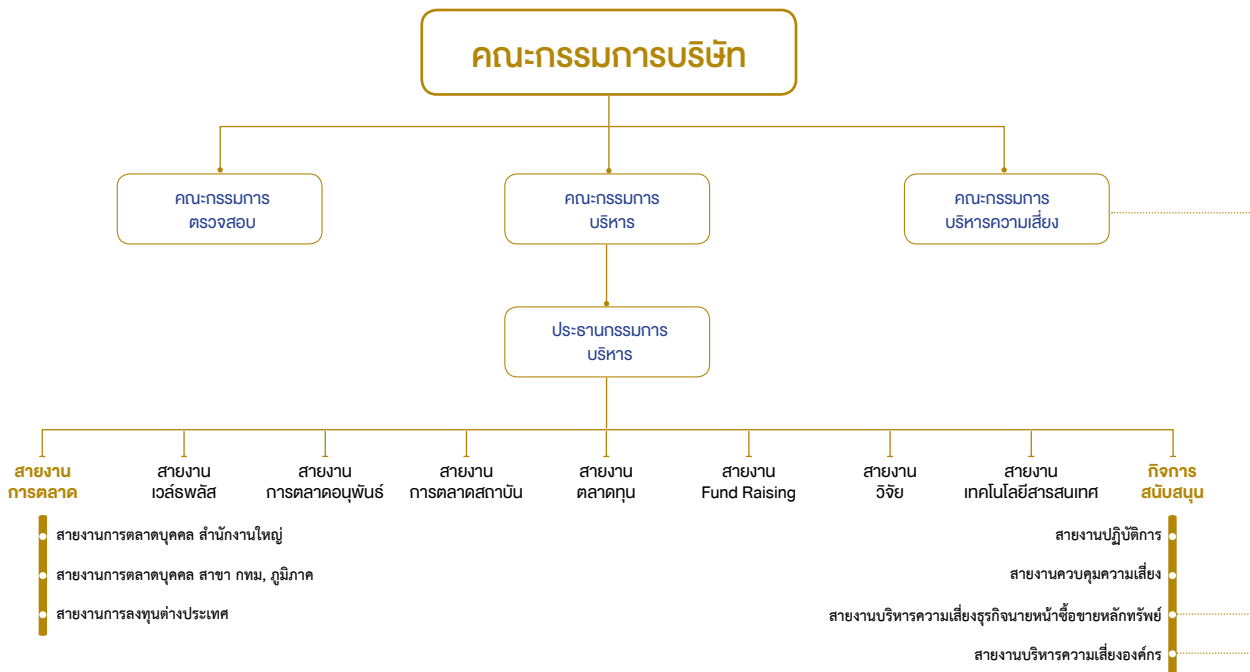 คณะกรรมการบริษัท
คณะกรรมการ
ตรวจสอบ
คณะกรรมการ
บริหาร
คณะกรรมการ
บริหารความเสี่ยง
ประธานกรรมการ
บริหาร
สายงาน
การตลาด
สายงาน
เวล์ธพลัส
สายงาน
การตลาดอนุพันธ์
สายงาน
การตลาดสถาบัน
สายงาน
ตลาดทุน
สายงาน
Fund Raising
สายงาน
วิจัย
สายงาน
เทคโนโลยีสารสนเทศ
กิจการ
สนับสนุน
สายงานการตลาดบุคคล สำนักงานใหญ่
สายงานการตลาดบุคคล สาขา กทม, ภูมิภาค
สายงานการลงทุนต่างประเทศ
สายงานปฏิบัติการ
สายงานควบคุมความเสี่ยง
สายงานบริหารความเสี่ยงธุรกิจนายหน้าซื้อขายหลักทรัพย์
สายงานบริหารความเสี่ยงองค์กร